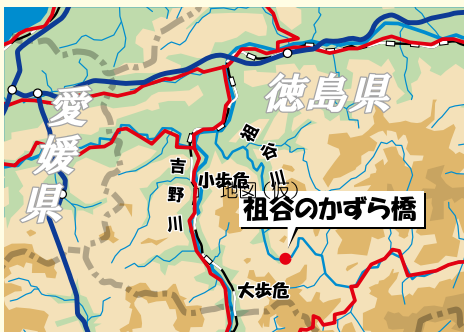 徳島県
愛媛県
祖谷川
吉野川
小歩危
地図（仮）
祖谷のかずら橋
大歩危